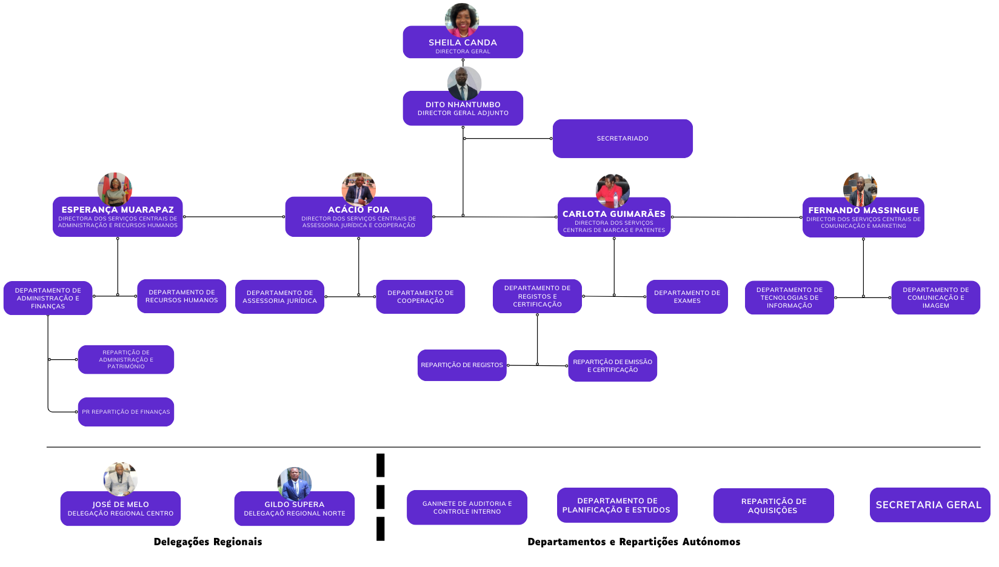 SHEILA CANDA
DIRECTORA GERAL
DITO NHANTUMBO
DIRECTOR GERAL ADJUNTO
SECRETARIADO
ESPERANÇA MUARAPAZ
DIRECTORA DOS SERVIÇOS CENTRAIS DE
ADMINISTRAÇÃO E RECURSOS HUMANOS
ACÁCIO FOIA
DIRECTOR DOS SERVIÇOS CENTRAIS DE
ASSESSORIA JURÍDICA E COOPERAÇÃO
CARLOTA GUIMARÃES
DIRECTORA DOS SERVIÇOS
CENTRAIS DE MARCAS E PATENTES
FERNANDO MASSINGUE
DIRECTOR DOS SERVIÇOS CENTRAIS DE
COMUNICAÇÃO E MARKETING
DEPARTAMENTO DE
ADMINISTRAÇÃO E
FINANÇAS
DEPARTAMENTO DE
RECURSOS HUMANOS
DEPARTAMENTO DE
ASSESSORIA JURÍDICA
DEPARTAMENTO DE
COOPERAÇÃO
DEPARTAMENTO DE
REGISTOS E
CERTIFICAÇÃO
DEPARTAMENTO DE
EXAMES
DEPARTAMENTO DE
TECNOLOGIAS DE
INFORMAÇÃO
DEPARTAMENTO DE
COMUNICAÇÃO E
IMAGEM
REPARTIÇÃO DE
ADMINISTRAÇÃO E
PATRIMÓNIO
REPARTIÇÃO DE REGISTOS
REPARTIÇÃO DE EMISSÃO
E CERTIFICAÇÃO
PR REPARTIÇÃO DE FINANÇAS
JOSÉ DE MELO
DELEGAÇÃO REGIONAL CENTRO
GILDO SUPERA
DELEGAÇAÕ REGIONAL NORTE
Delegações Regionais
GANINETE DE AUDITORIA E
CONTROLE INTERNO
DEPARTAMENTO DE
PLANIFICAÇÃO E ESTUDOS
REPARTIÇÃO DE
AQUISIÇÕES
SECRETARIA GERAL
Departamentos e Repartições Autónomos